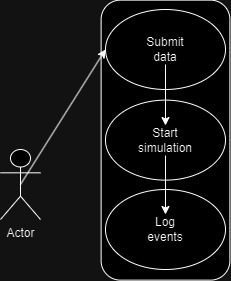 Submit
data
Start
simulation
Log
events
Actor